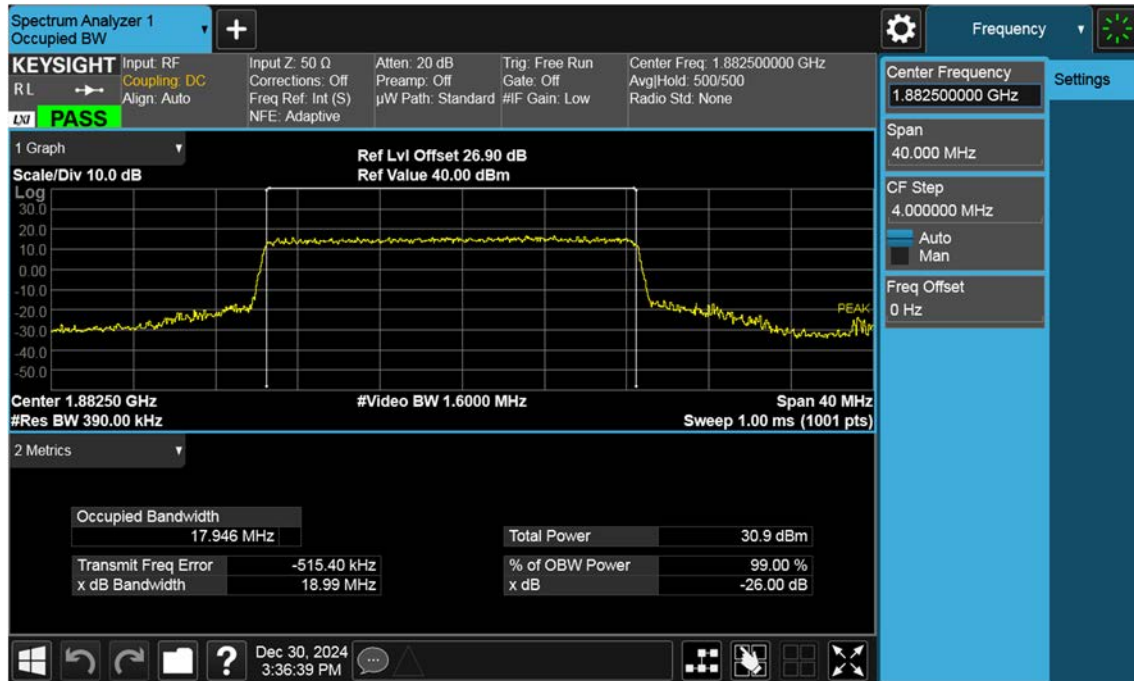 Spectrum Analyzer 1
Occupied BW
+
Frequency
KEYSIGHT
R L
LXI PASS
Input: RF
Coupling: DC
Align: Auto
Input Z: 50 Ω
Corrections: Off
Freq Ref: Int (S)
NFE: Adaptive
Atten: 20 dB
Preamp: Off
µW Path: Standard
Trig: Free Run
Gate: Off
#IF Gain: Low
Center Freq: 1.882500000 GHz
Avg|Hold: 500/500
Radio Std: None
Center Frequency
1.882500000 GHz
Settings
Span
40.000 MHz
CF Step
4.000000 MHz
Auto
Man
Freq Offset
0 Hz
1 Graph
Scale/Div 10.0 dB
Ref Lvl Offset 26.90 dB
Ref Value 40.00 dBm
Log
30.0
20.0
10.0
0.00
-10.0
-20.0
-30.0
-40.0
-50.0
PEAK
Center 1.88250 GHz
#Res BW 390.00 kHz
#Video BW 1.6000 MHz
Span 40 MHz
Sweep 1.00 ms (1001 pts)
2 Metrics
Occupied Bandwidth
17.946 MHz
Total Power 30.9 dBm
Transmit Freq Error -515.40 kHz
% of OBW Power 99.00 %
x dB Bandwidth 18.99 MHz
x dB -26.00 dB
?
Dec 30, 2024
3:36:39 PM